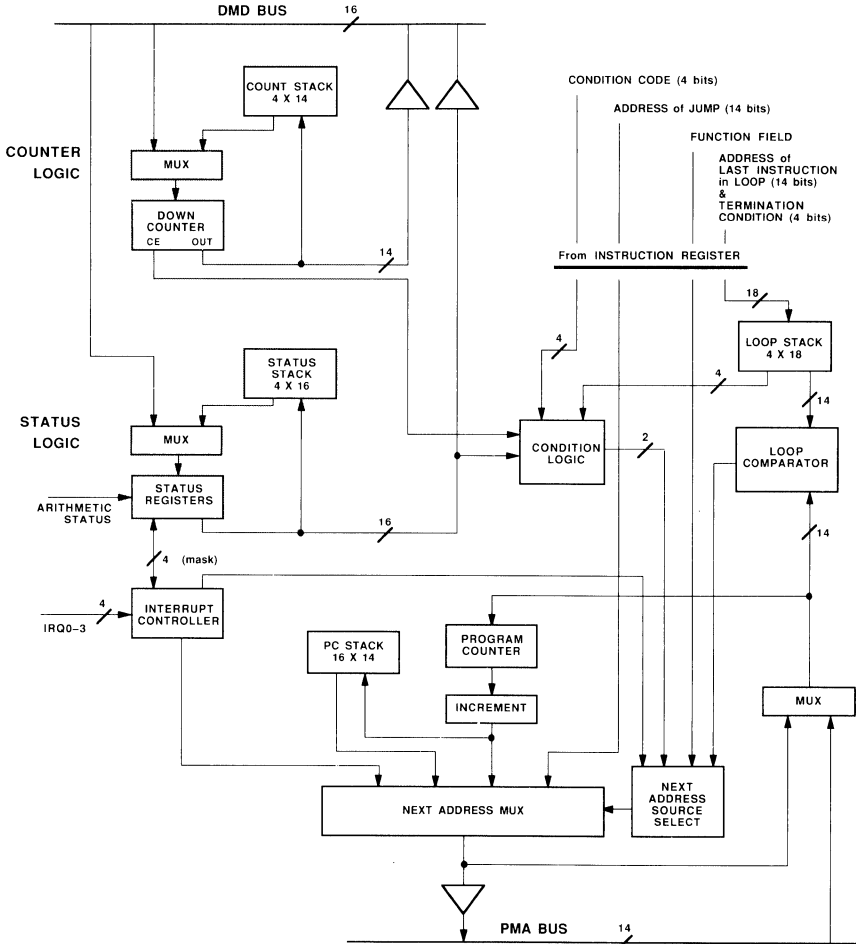 DMD BUS
16
COUNT STACK
4 X 14
COUNTER
LOGIC
MUX
DOWN
COUNTER
CE OUT
14
CONDITION CODE (4 bits)
ADDRESS of JUMP (14 bits)
FUNCTION FIELD
ADDRESS of
LAST INSTRUCTION
in LOOP (14 bits)
&
TERMINATION
CONDITION (4 bits)
From INSTRUCTION REGISTER
18
LOOP STACK
4 X 18
4
4
14
STATUS
STACK
4 X 16
STATUS
LOGIC
MUX
STATUS
REGISTERS
ARITHMETIC
STATUS
16
CONDITION
LOGIC
2
LOOP
COMPARATOR
14
4 (mask)
4
IRQ0-3
INTERRUPT
CONTROLLER
PC STACK
16 X 14
PROGRAM
COUNTER
INCREMENT
MUX
NEXT ADDRESS MUX
NEXT
ADDRESS
SOURCE
SELECT
PMA BUS
14